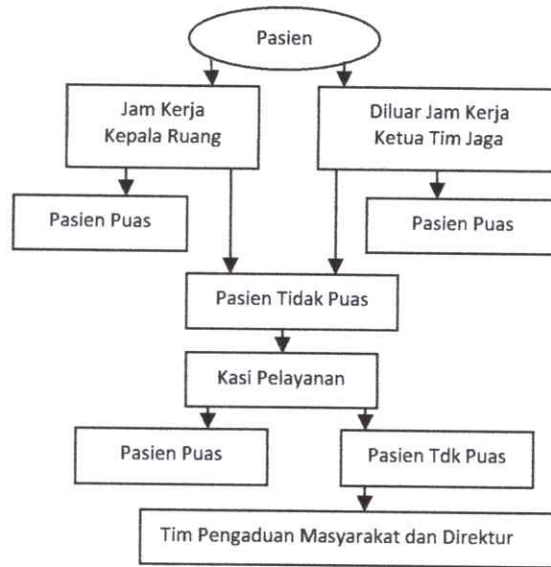 Pasien
Jam Kerja
Kepala Ruang
Diluar Jam Kerja
Ketua Tim Jaga
Pasien Puas
Pasien Puas
Pasien Tidak Puas
Kasi Pelayanan
Pasien Puas
Pasien Tdk Puas
Tim Pengaduan Masyarakat dan Direktur